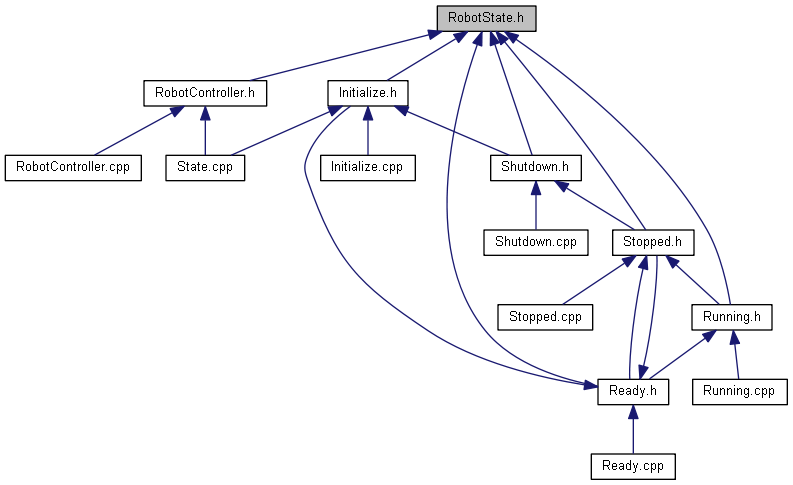 RobotState.h
RobotController.h
Initialize.h
RobotController.cpp
State.cpp
Initialize.cpp
Shutdown.h
Shutdown.cpp
Stopped.h
Stopped.cpp
Running.h
Ready.h
Running.cpp
Ready.cpp